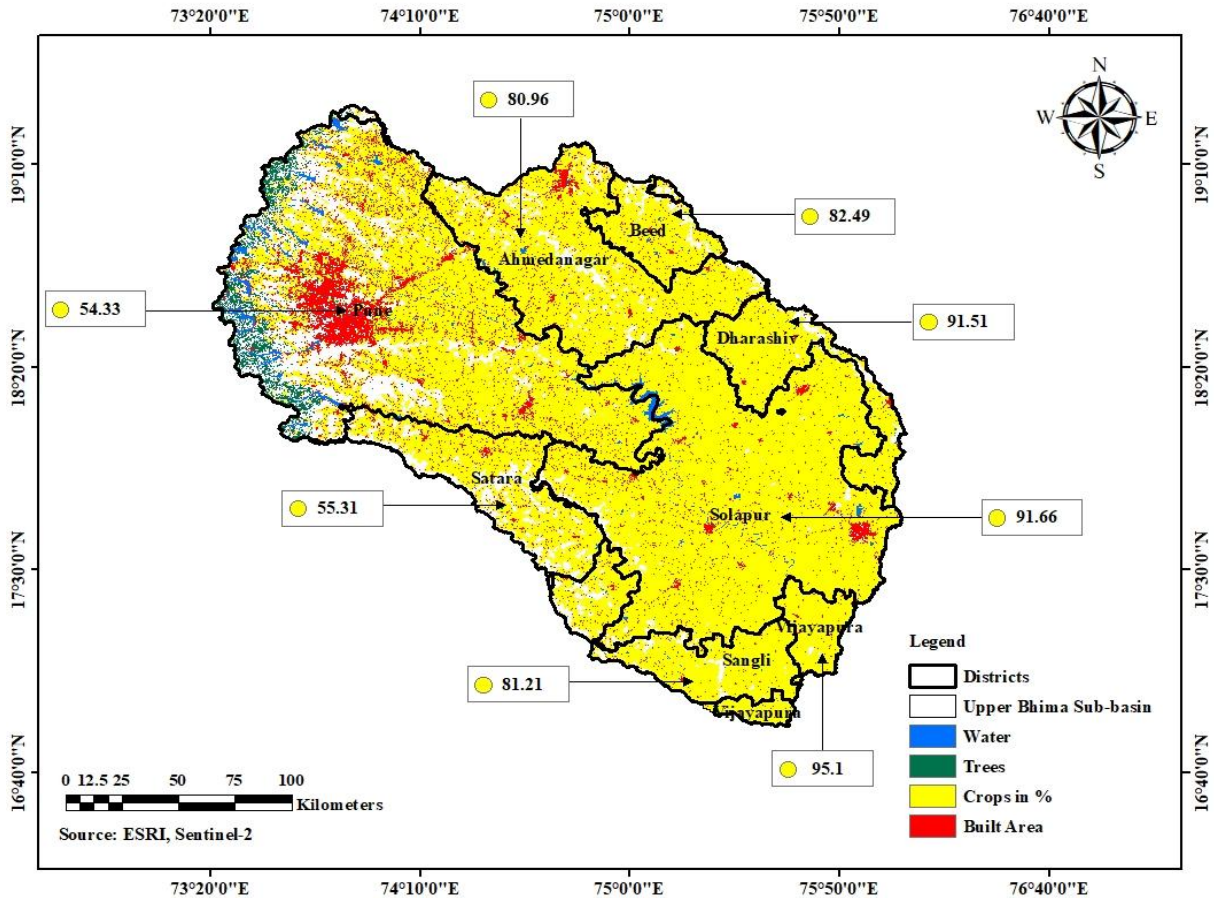 73°20'0"E 74°10'0"E 75°0'0"E 75°50'0"E 76°40'0"E
N
W E
S
80.96
19°10'0"N 19°10'0"N
82.49
Beed
Ahmedanagar
54.33
Pune
91.51
Dharashiv
18°20'0"N 18°20'0"N
Satara
55.31
Solapur
91.66
17°30'0"N 17°30'0"N
Vijayapura
Sangli
81.21
Vijayapura
95.1
16°40'0"N 16°40'0"N
Legend
Districts
Upper Bhima Sub-basin
Water
Trees
Crops in %
Built Area
0 12.5 25 50 75 100
Kilometers
Source: ESRI, Sentinel-2
73°20'0"E 74°10'0"E 75°0'0"E 75°50'0"E 76°40'0"E